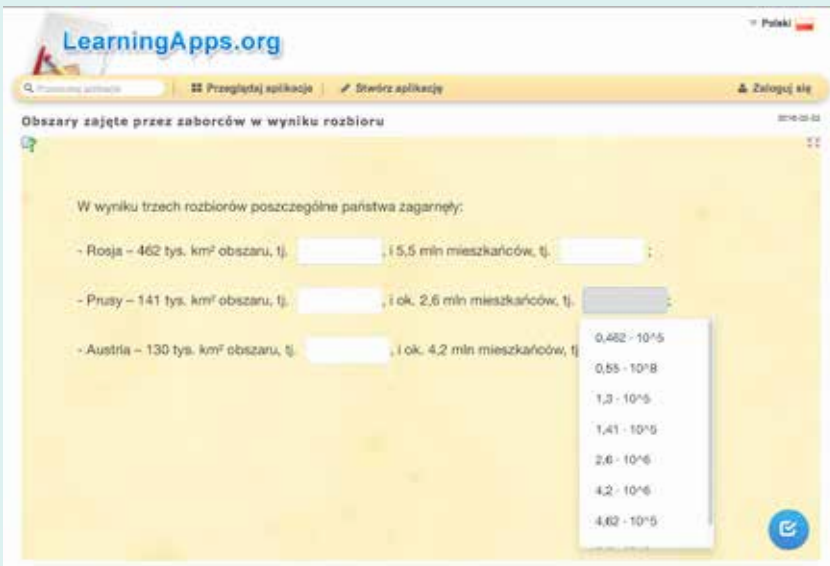 Polski
LearningApps.org
Przeglądaj aplikacje
Stwórz aplikację
Zaloguj się
Obszary zajęte przez zaborców w wyniku rozbioru
W wyniku trzech rozbiorów poszczególne państwa zagarnęły:
- Rosja – 462 tys. km² obszaru, tj. , i 5,5 mln mieszkańców, tj. ;
- Prusy – 141 tys. km² obszaru, tj. , i ok. 2,6 mln mieszkańców, tj. ;
- Austria – 130 tys. km² obszaru, tj. , i ok. 4,2 mln mieszkańców, tj
0,462 · 10^5
0,55 · 10^8
1,3 · 10^5
1,41 · 10^5
2,6 · 10^6
4,2 · 10^6
4,62 · 10^5